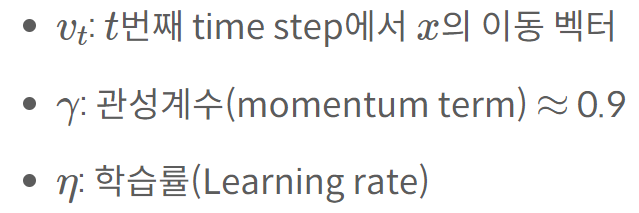 • v_t: t번째 time step에서 x의 이동 벡터
• γ: 관성계수(momentum term) ≈ 0.9
• η: 학습률(Learning rate)